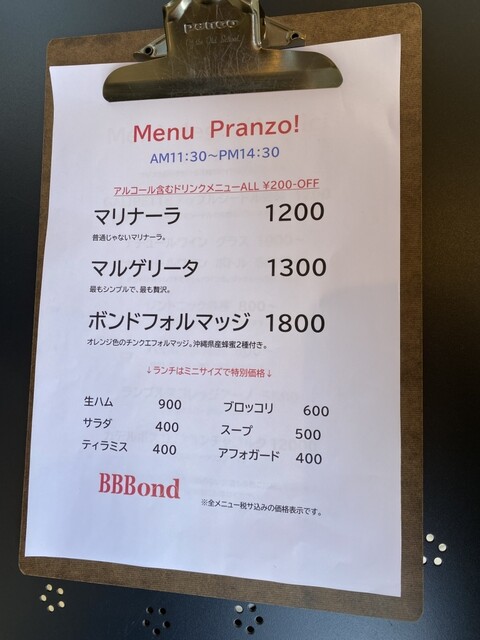 penco
Menu Pranzo!
AM11:30~PM14:30
アルコール含むドリンクメニューALL ¥200-OFF
マリナーラ 1200
普通じゃないマリナーラ。
マルゲリータ 1300
最もシンプルで、最も贅沢。
ボンドフォルマッジ 1800
オレンジ色のチンクエフォルマッジ。沖縄県産蜂蜜2種付き。
↓ランチはミニサイズで特別価格↓
生ハム 900 ブロッコリ 600
サラダ 400 スープ 500
ティラミス 400 アフォガード 400
BBBond
※全メニュー税サ込みの価格表示です。